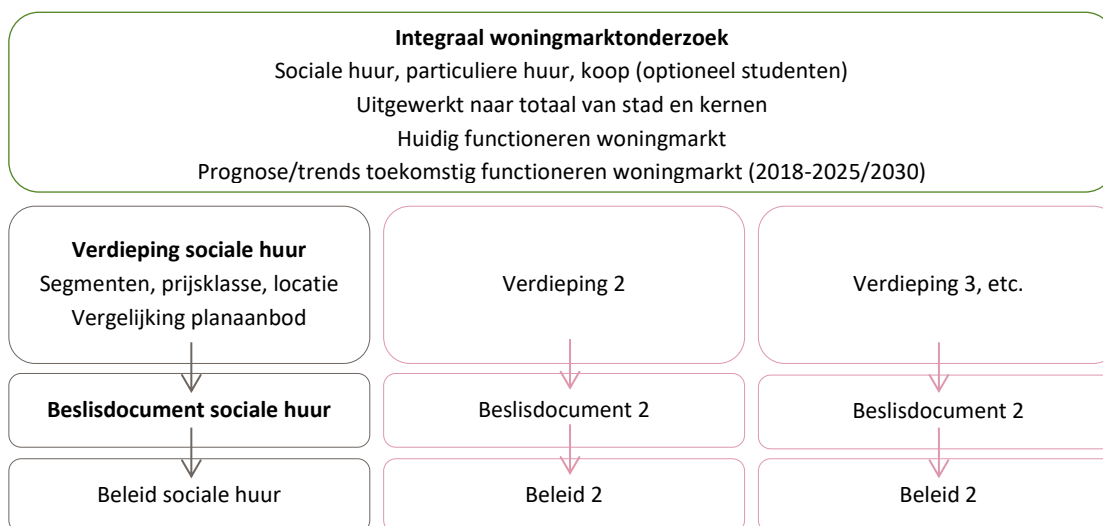 Integraal woningmarktonderzoek
Sociale huur, particuliere huur, koop (optioneel studenten)
Uitgewerkt naar totaal van stad en kernen
Huidig functioneren woningmarkt
Prognose/trends toekomstig functioneren woningmarkt (2018-2025/2030)
Verdieping sociale huur
Segmenten, prijsklasse, locatie
Vergelijking planaanbod
Verdieping 2
Verdieping 3, etc.
Beslisdocument sociale huur
Beslisdocument 2
Beslisdocument 2
Beleid sociale huur
Beleid 2
Beleid 2